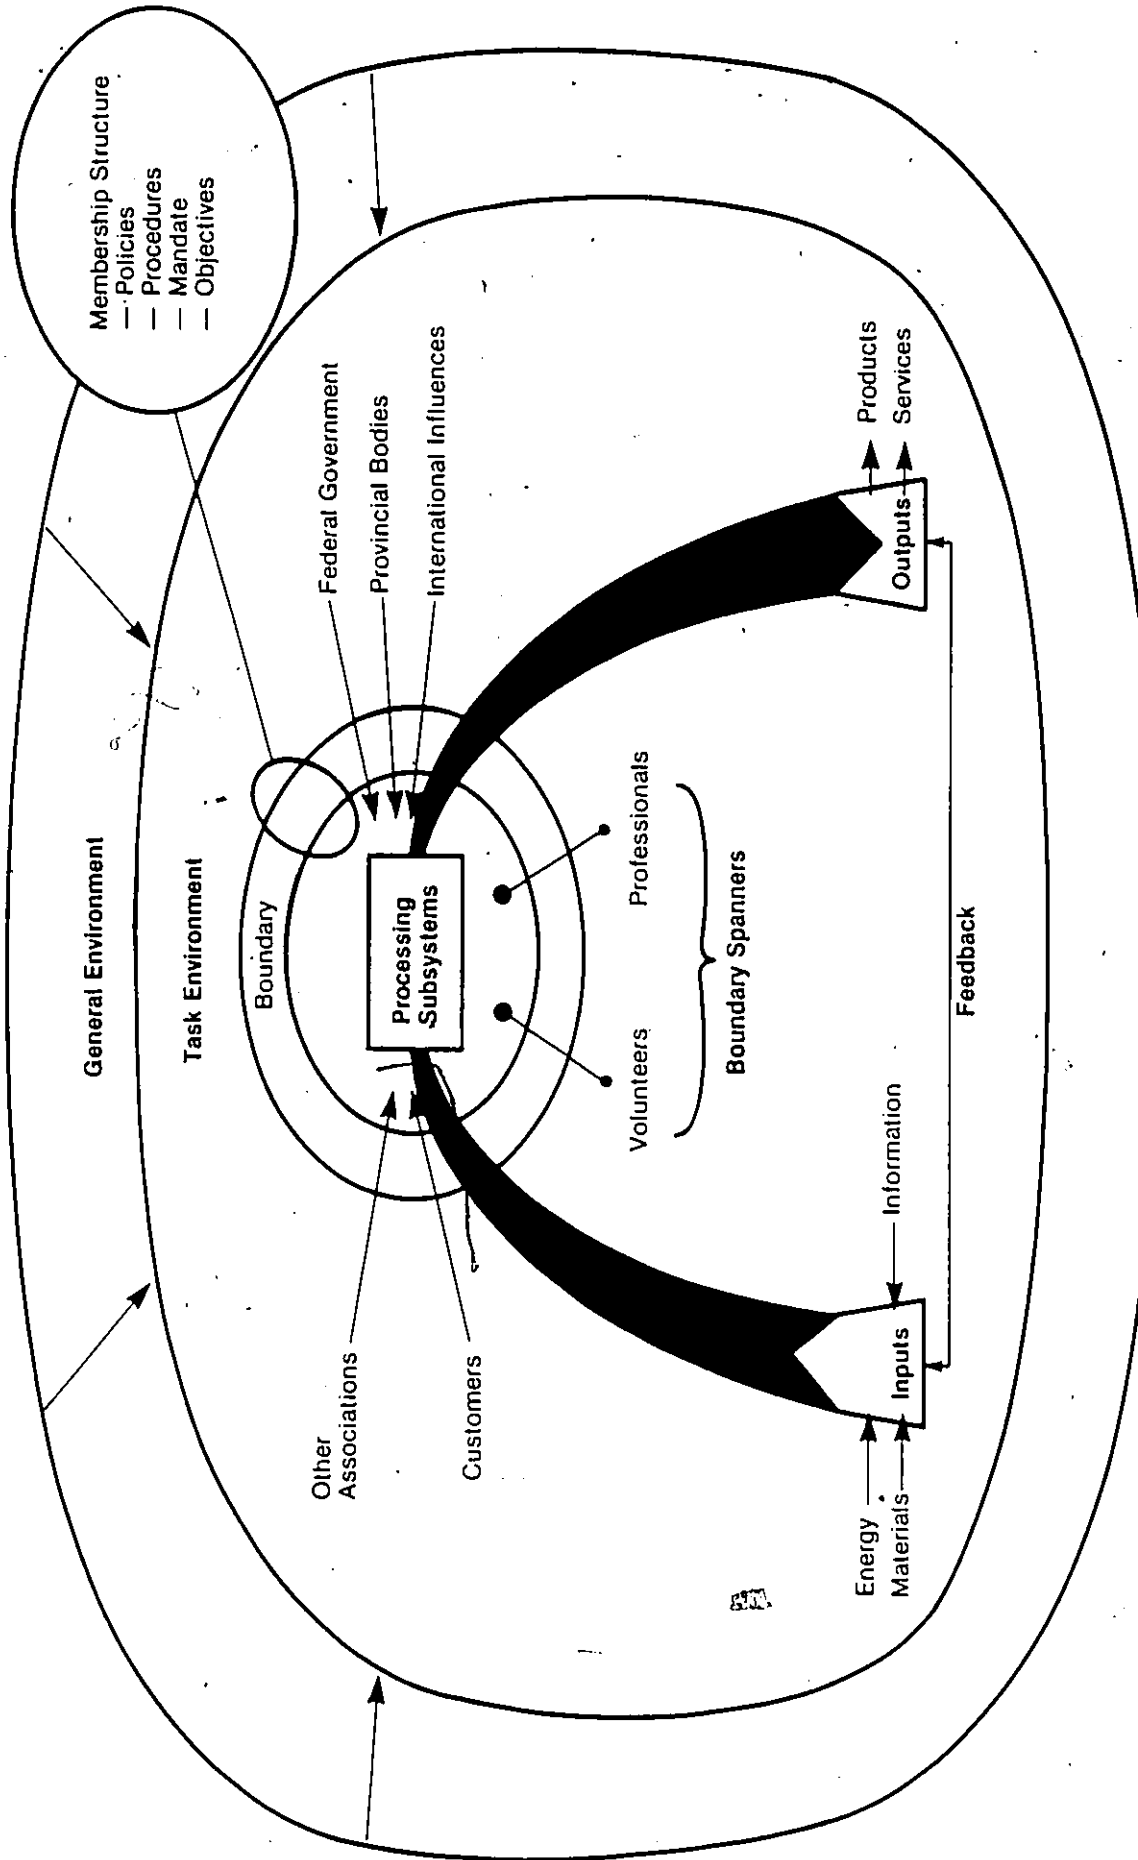 Membership Structure
— Policies
— Procedures
— Mandate
— Objectives
General Environment
Task Environment
Boundary
Other
Associations
Customers
Federal Government
Provincial Bodies
International Influences
Processing
Subsystems
Volunteers
Professionals
Boundary Spanners
Energy
Materials
Inputs
Information
Outputs
Products
Services
Feedback